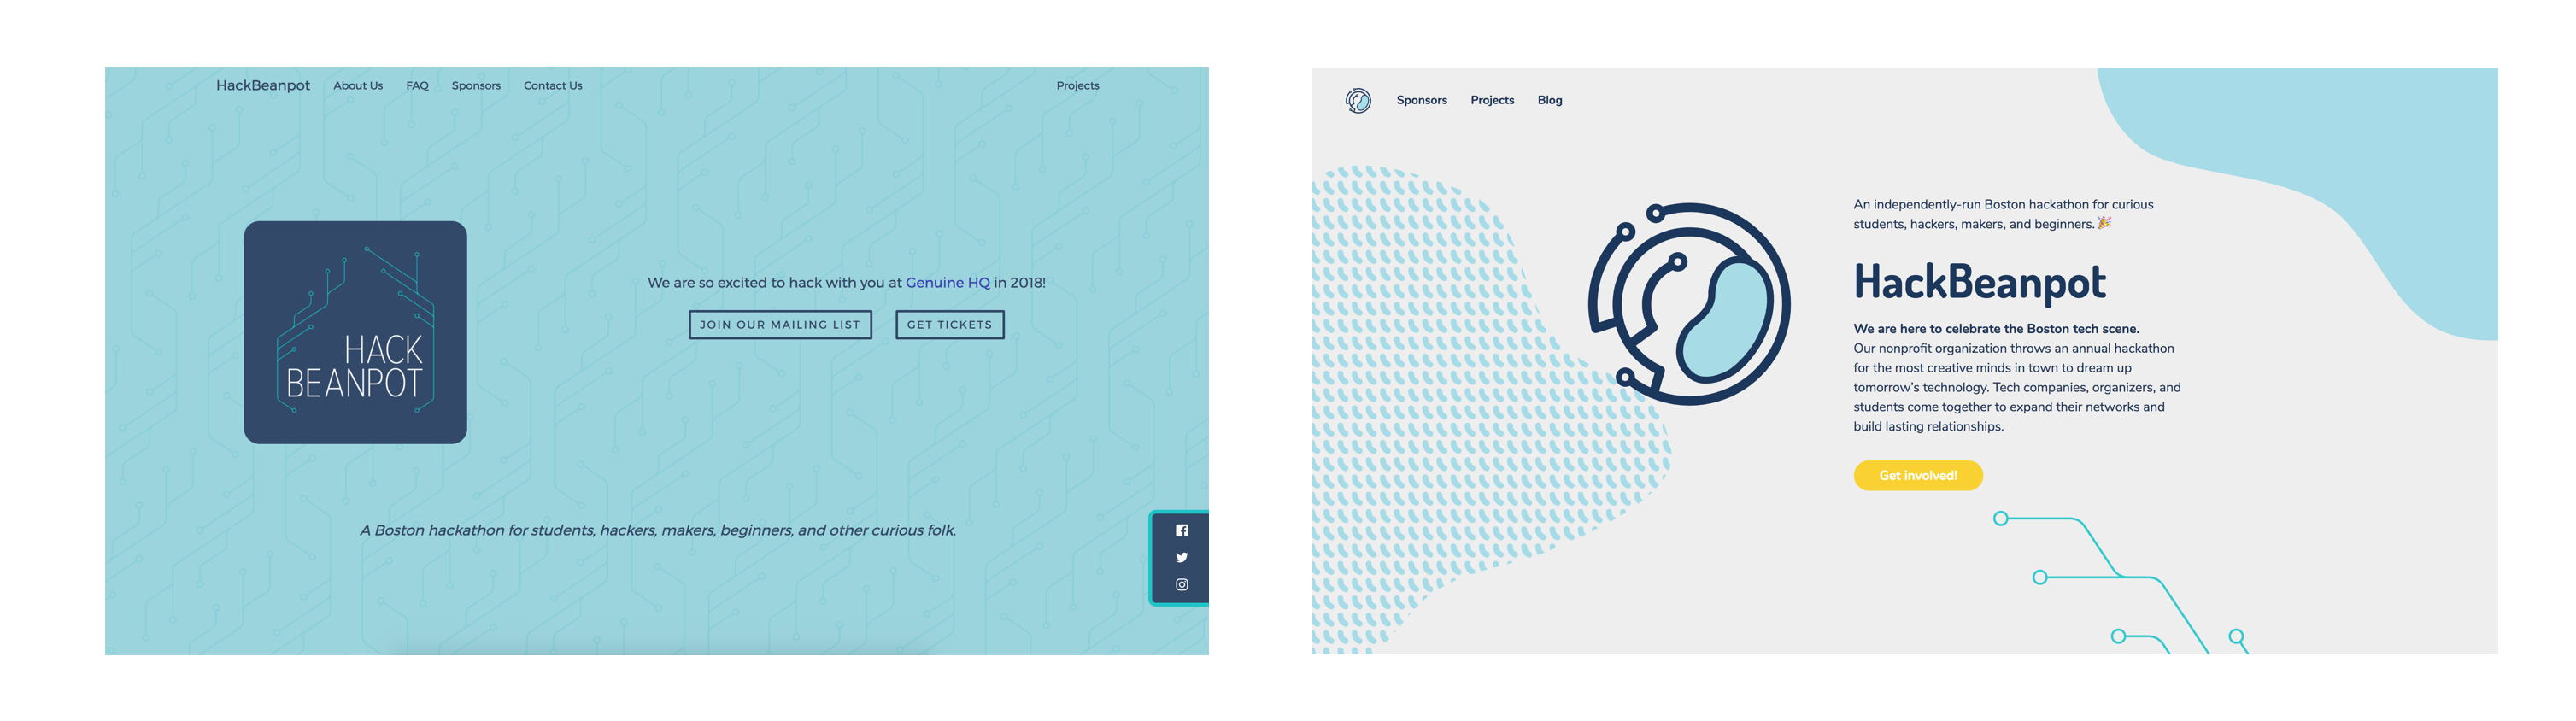 HackBeanpot About Us FAQ Sponsors Contact Us Projects
HACK
BEANPOT
We are so excited to hack with you at Genuine HQ in 2018!
JOIN OUR MAILING LIST GET TICKETS
A Boston hackathon for students, hackers, makers, beginners, and other curious folk.
Sponsors Projects Blog
An independently-run Boston hackathon for curious
students, hackers, makers, and beginners. 🎉
HackBeanpot
We are here to celebrate the Boston tech scene.
Our nonprofit organization throws an annual hackathon
for the most creative minds in town to dream up
tomorrow's technology. Tech companies, organizers, and
students come together to expand their networks and
build lasting relationships.
Get involved!